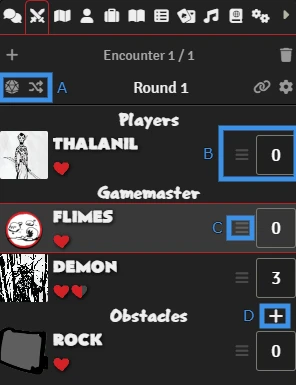 Encounter 1 / 1
A
Round 1
Players
THALANIL
B
0
Gamemaster
FLIMES
C
0
DEMON
3
Obstacles
D
ROCK
0